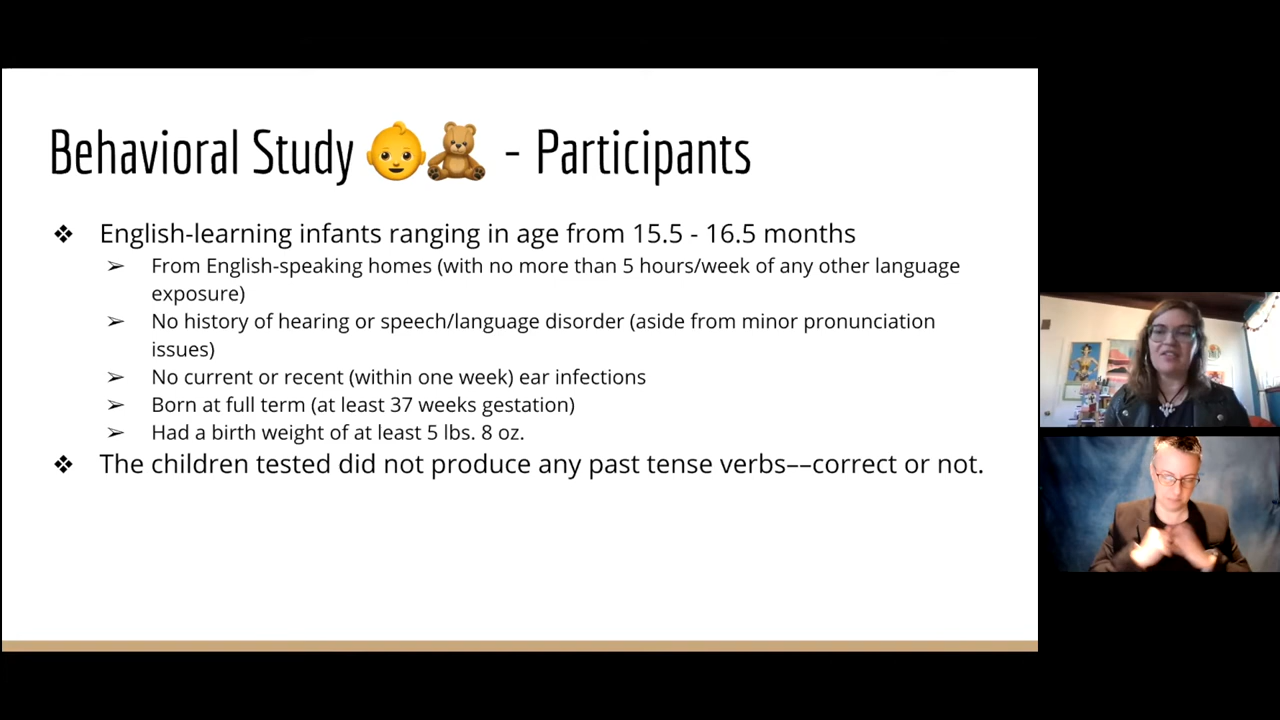 Behavioral Study 👶🧸 - Participants
❖ English-learning infants ranging in age from 15.5 - 16.5 months
➢ From English-speaking homes (with no more than 5 hours/week of any other language
exposure)
➢ No history of hearing or speech/language disorder (aside from minor pronunciation
issues)
➢ No current or recent (within one week) ear infections
➢ Born at full term (at least 37 weeks gestation)
➢ Had a birth weight of at least 5 lbs. 8 oz.
❖ The children tested did not produce any past tense verbs––correct or not.